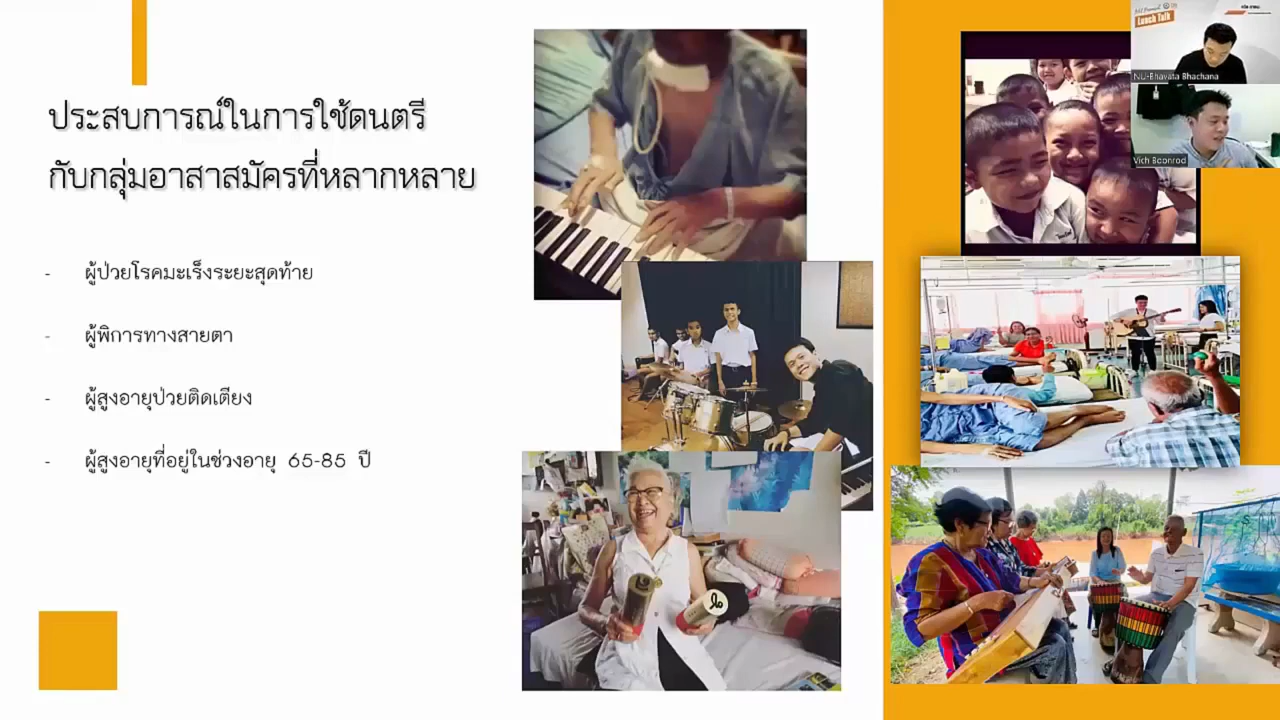 ประสบการณ์ในการใช้ดนตรี
กับกลุ่มอาสาสมัครที่หลากหลาย
- ผู้ป่วยโรคมะเร็งระยะสุดท้าย
- ผู้พิการทางสายตา
- ผู้สูงอายุป่วยติดเตียง
- ผู้สูงอายุที่อยู่ในช่วงอายุ 65-85 ปี
Lunch Talk
NU-Bhavata Bhachana
Vich Boonrod